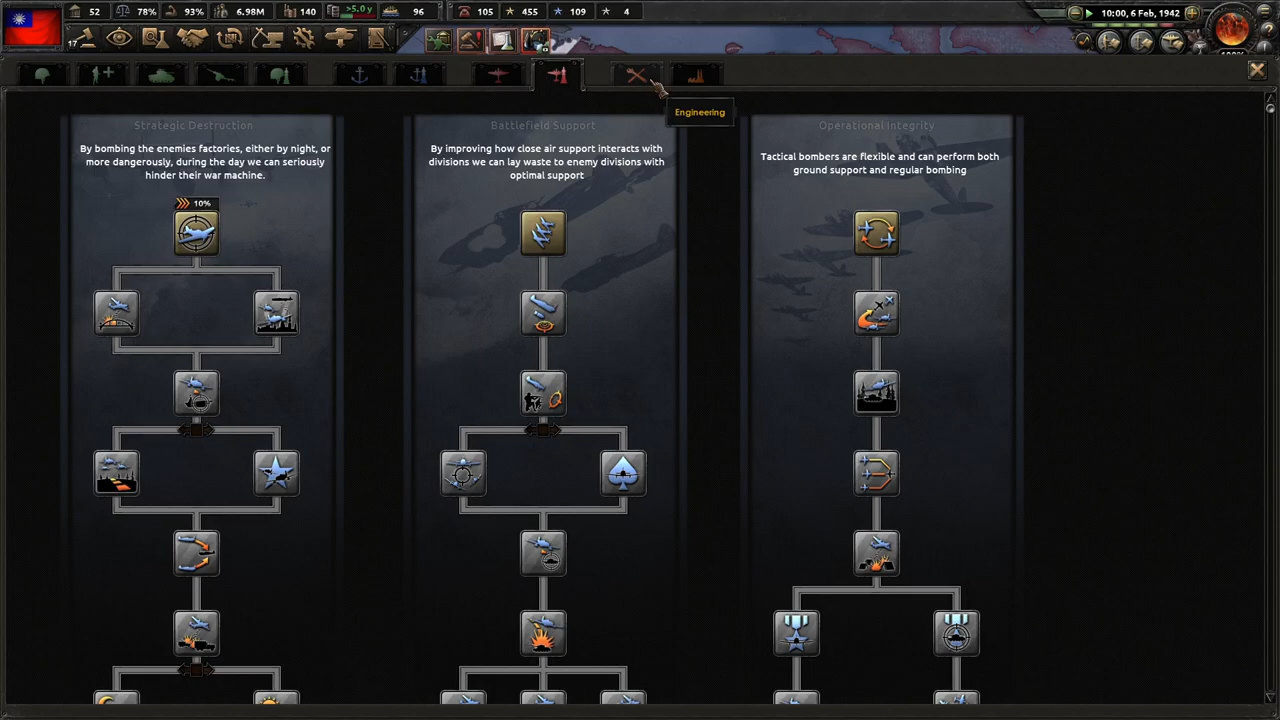 52 78% 93% 6.98M 140 >5.0 y 96 105 455 109 4 10:00, 6 Feb, 1942
17
100%
Engineering
Strategic Destruction
By bombing the enemies factories, either by night, or
more dangerously, during the day we can seriously
hinder their war machine.
10%
Battlefield Support
By improving how close air support interacts with
divisions we can lay waste to enemy divisions with
optimal support
Operational Integrity
Tactical bombers are flexible and can perform both
ground support and regular bombing